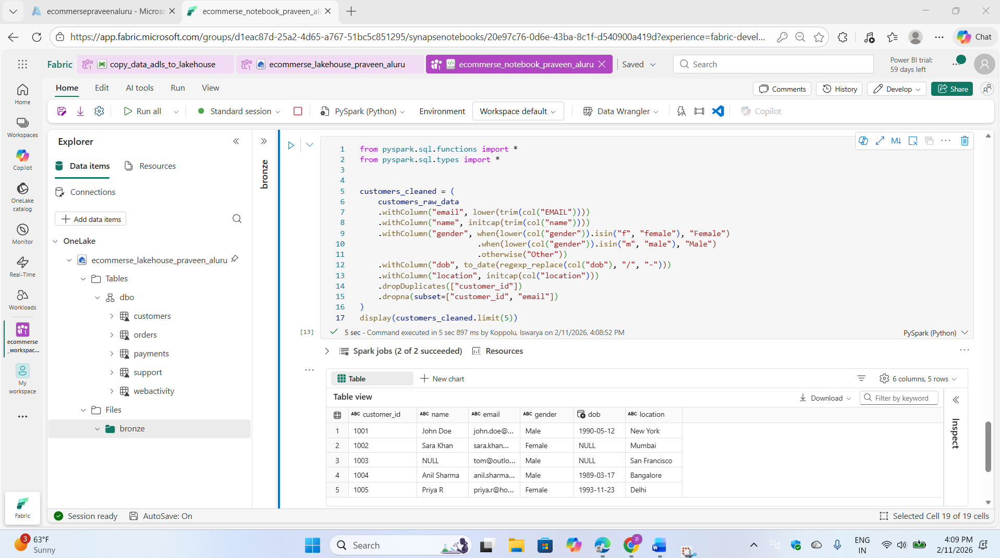 ecommersepraveenaluru - Microso
ecommerse_notebook_praveen_alu
https://app.fabric.microsoft.com/groups/d1eac87d-25a2-4d65-a767-51bc5c851295/synapsenotebooks/20e97c76-0d6e-43ba-8c1f-d540900a419d?experience=fabric-devel...
Chat
Fabric
copy_data_adls_to_lakehouse
ecommerse_lakehouse_praveen_aluru
ecommerse_notebook_praveen_aluru
Saved
Search
Power BI trial:
59 days left
Home
Edit
AI tools
Run
View
Comments
History
Develop
Share
Run all
Standard session
PySpark (Python)
Environment
Workspace default
Data Wrangler
Copilot
Home
Workspaces
Copilot
OneLake
catalog
Monitor
Real-Time
Workloads
ecommerse
_workspac...
My
workspace
Fabric
Explorer
Data items
Resources
Connections
Add data items
OneLake
ecommerse_lakehouse_praveen_aluru
Tables
dbo
customers
orders
payments
support
webactivity
Files
bronze
bronze
1 from pyspark.sql.functions import *
2 from pyspark.sql.types import *
3
4
5 customers_cleaned = (
6 customers_raw_data
7 .withColumn("email", lower(trim(col("EMAIL"))))
8 .withColumn("name", initcap(trim(col("name"))))
9 .withColumn("gender", when(lower(col("gender")).isin("f", "female"), "Female")
10 .when(lower(col("gender")).isin("m", "male"), "Male")
11 .otherwise("Other"))
12 .withColumn("dob", to_date(regexp_replace(col("dob"), "/", "-")))
13 .withColumn("location", initcap(col("location")))
14 .dropDuplicates(["customer_id"])
15 .dropna(subset=["customer_id", "email"])
16 )
17 display(customers_cleaned.limit(5))
[13]
5 sec - Command executed in 5 sec 897 ms by Koppolu, Iswarya on 2/11/2026, 4:08:52 PM
PySpark (Python)
Spark jobs (2 of 2 succeeded)
Resources
Table
New chart
6 columns, 5 rows
Table view
Download
Filter by keyword
Inspect
ABC customer_id ABC name ABC email ABC gender dob ABC location
1 1001 John Doe john.doe@... Male 1990-05-12 New York
2 1002 Sara Khan sara.khan... Female NULL Mumbai
3 1003 NULL tom@outlo... Male NULL San Francisco
4 1004 Anil Sharma anil.sharma... Male 1989-03-17 Bangalore
5 1005 Priya R priya.r@ho... Female 1993-11-23 Delhi
Session ready
AutoSave: On
Selected Cell 19 of 19 cells
3
63°F
Sunny
Search
P
ENG
IN
4:09 PM
2/11/2026